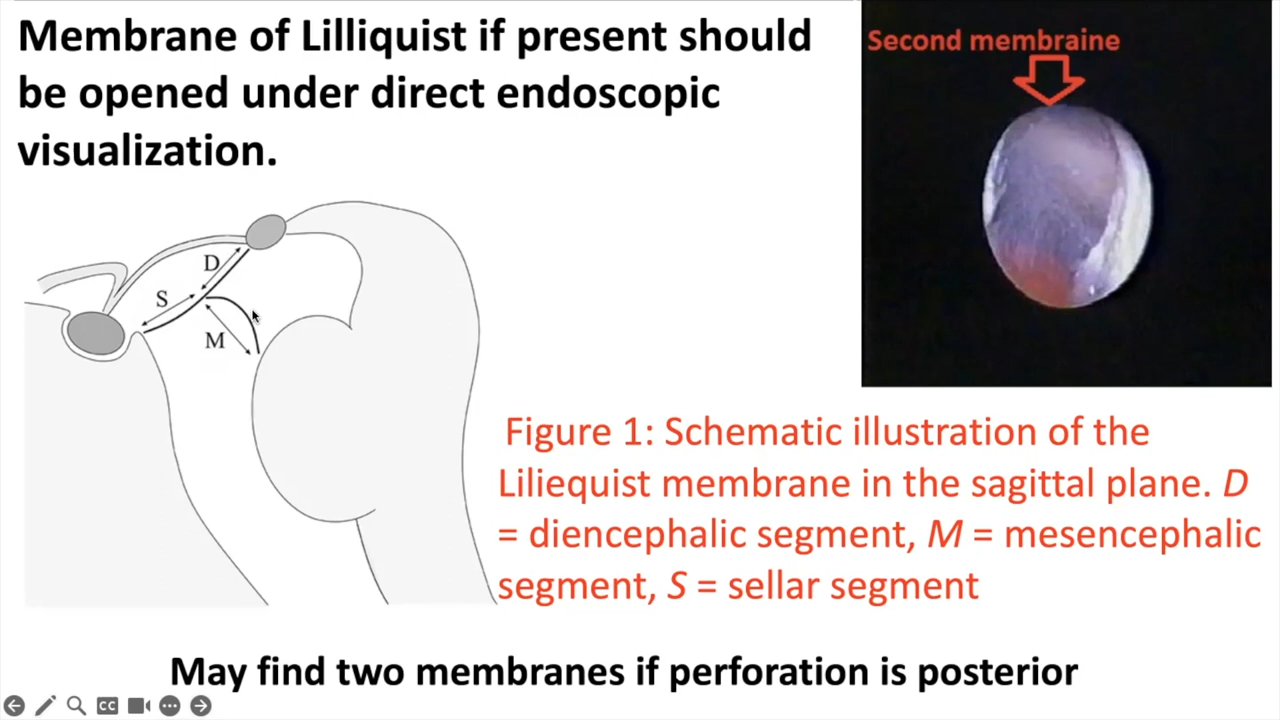 Membrane of Lilliquist if present should
be opened under direct endoscopic
visualization.
Second membraine
D
S
M
Figure 1: Schematic illustration of the
Liliequist membrane in the sagittal plane. D
= diencephalic segment, M = mesencephalic
segment, S = sellar segment
May find two membranes if perforation is posterior
CC